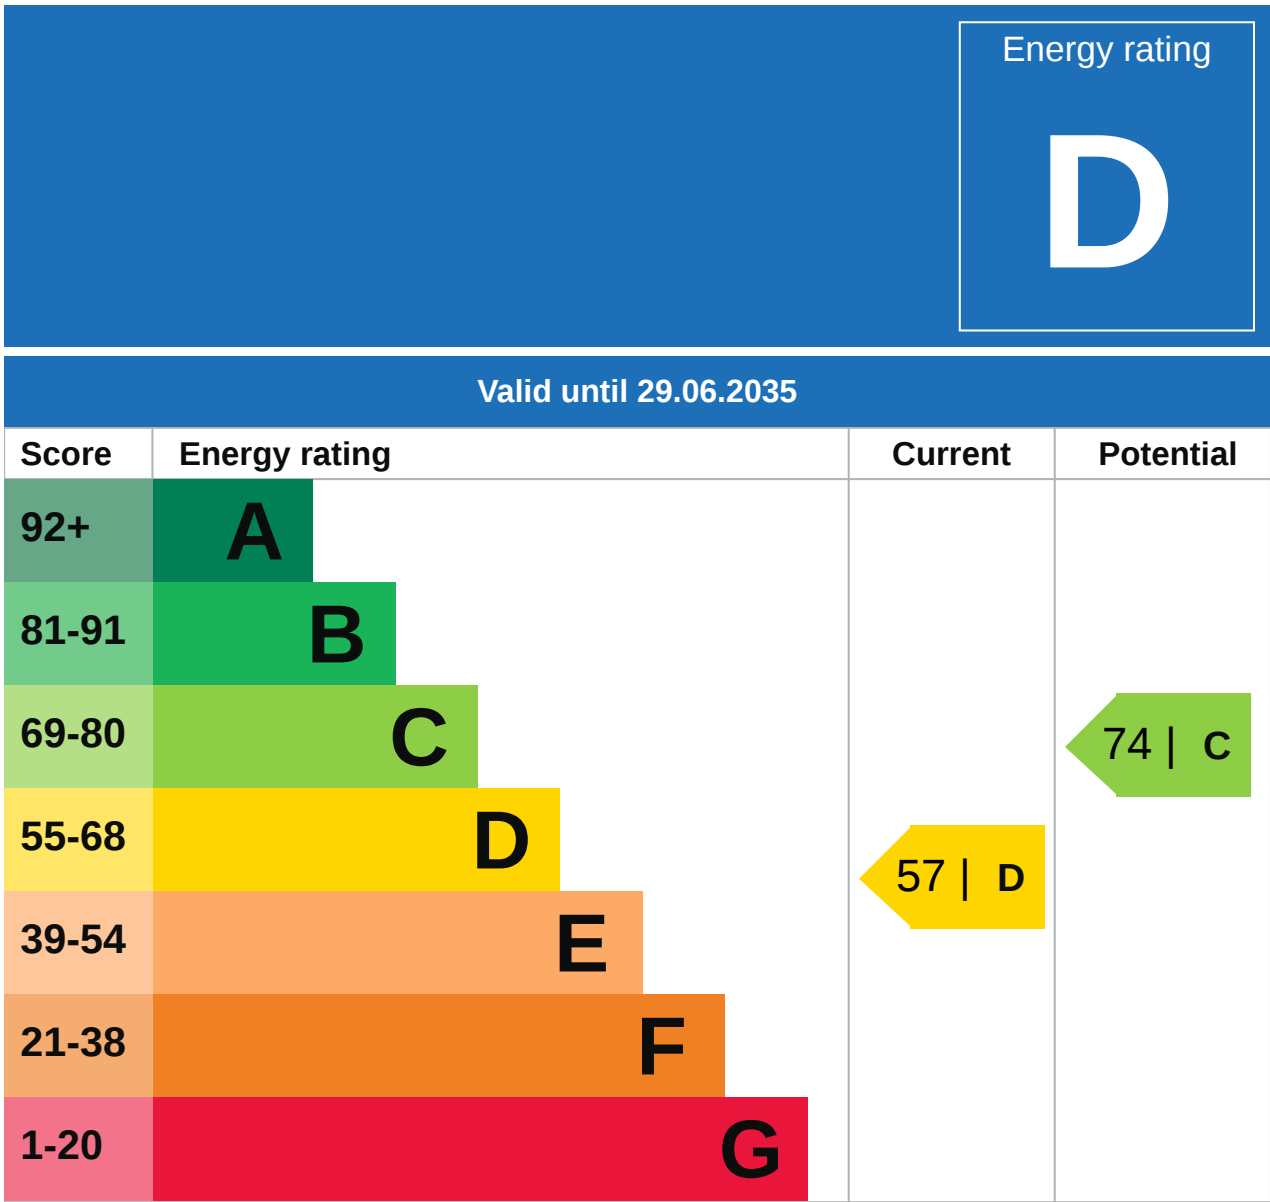 Energy rating
D
Valid until 29.06.2035
Score Energy rating Current Potential
92+ A
81-91 B
69-80 C
74 | C
55-68 D
57 | D
39-54 E
21-38 F
1-20 G